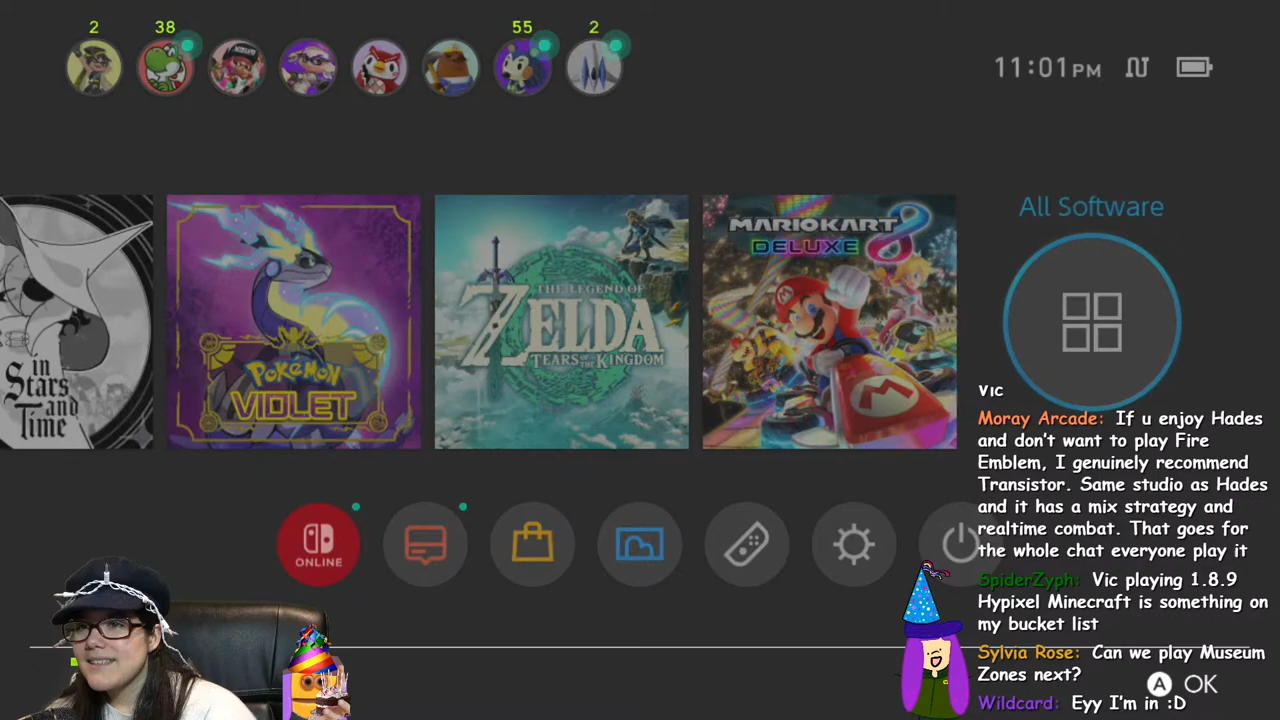 2
38
55
2
11:01PM
All Software
in
Stars
and
Time
POKÉMON
VIOLET
THE LEGEND OF
ZELDA
TEARS OF THE KINGDOM
MARIOKART 8
DELUXE
ONLINE
Vic
Moray Arcade: If u enjoy Hades
and don't want to play Fire
Emblem, I genuinely recommend
Transistor. Same studio as Hades
and it has a mix strategy and
realtime combat. That goes for
the whole chat everyone play it
SpiderZyph: Vic playing 1.8.9
Hypixel Minecraft is something on
my bucket list
Sylvia Rose: Can we play Museum
Zones next?
Wildcard: Eyy I'm in :D
A OK